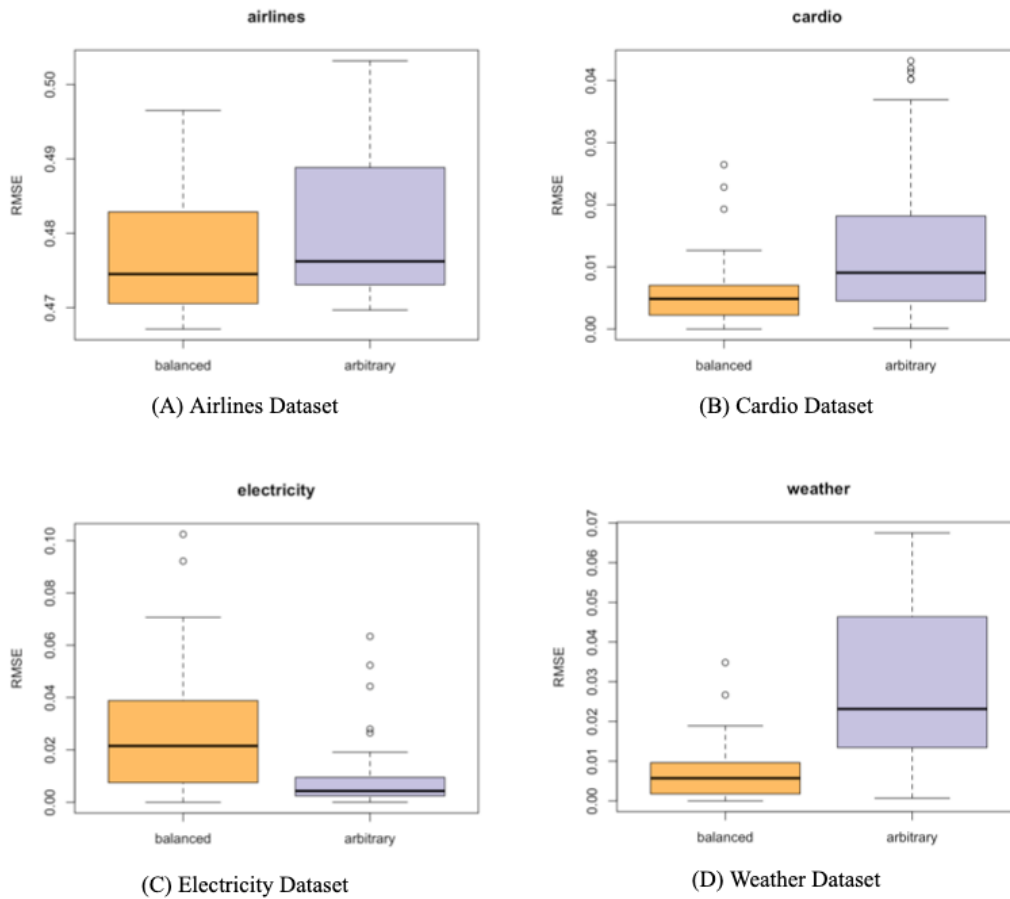 airlines
RMSE
0.50
0.49
0.48
0.47
balanced
arbitrary
(A) Airlines Dataset
cardio
RMSE
0.04
0.03
0.02
0.01
0.00
balanced
arbitrary
(B) Cardio Dataset
electricity
RMSE
0.10
0.08
0.06
0.04
0.02
0.00
balanced
arbitrary
(C) Electricity Dataset
weather
RMSE
0.07
0.06
0.05
0.04
0.03
0.02
0.01
0.00
balanced
arbitrary
(D) Weather Dataset